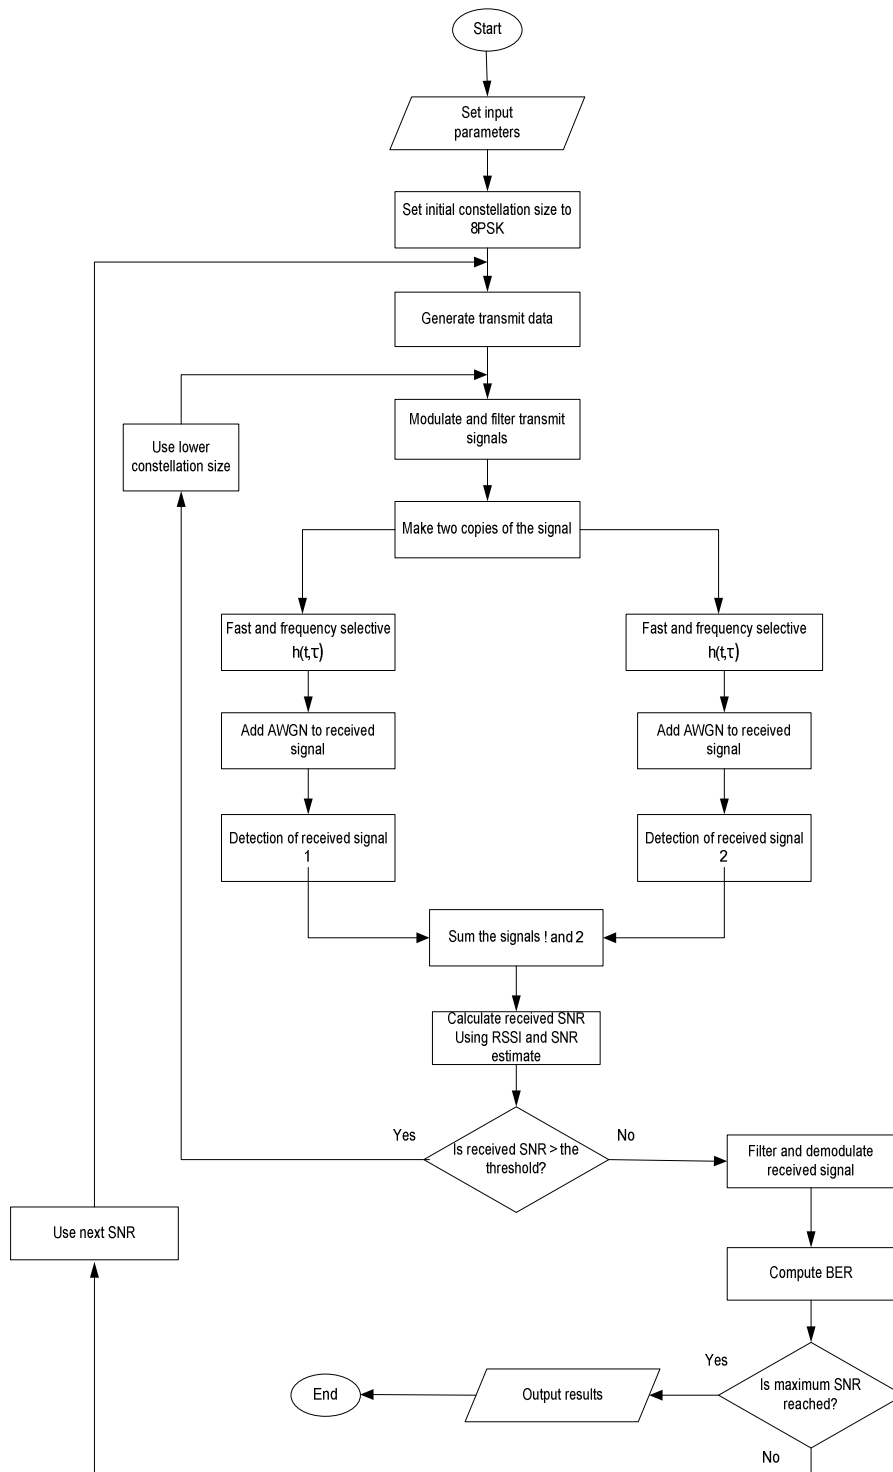 Start
Set input
parameters
Set initial constellation size to
8PSK
Generate transmit data
Modulate and filter transmit
signals
Use lower
constellation size
Make two copies of the signal
Fast and frequency selective
h(t,τ)
Fast and frequency selective
h(t,τ)
Add AWGN to received
signal
Add AWGN to received
signal
Detection of received signal
1
Detection of received signal
2
Sum the signals ! and 2
Calculate received SNR
Using RSSI and SNR
estimate
Yes
Is received SNR > the
threshold?
No
Filter and demodulate
received signal
Use next SNR
Compute BER
Yes
Is maximum SNR
reached?
Output results
End
No